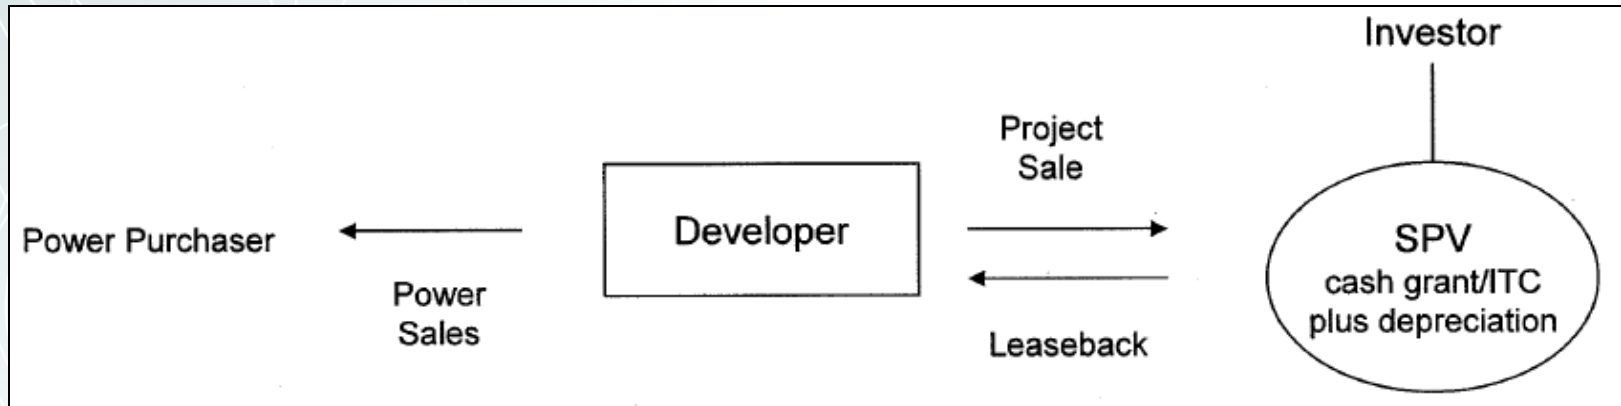 Investor
Project
Sale
Power Purchaser
Developer
SPV
cash grant/ITC
plus depreciation
Power
Sales
Leaseback